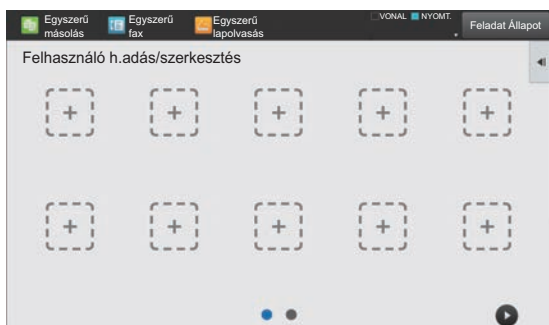 Egyszerű
másolás
Egyszerű
fax
Egyszerű
lapolvasás
VONAL NYOMT.
Feladat Állapot
Felhasználó h.adás/szerkesztés